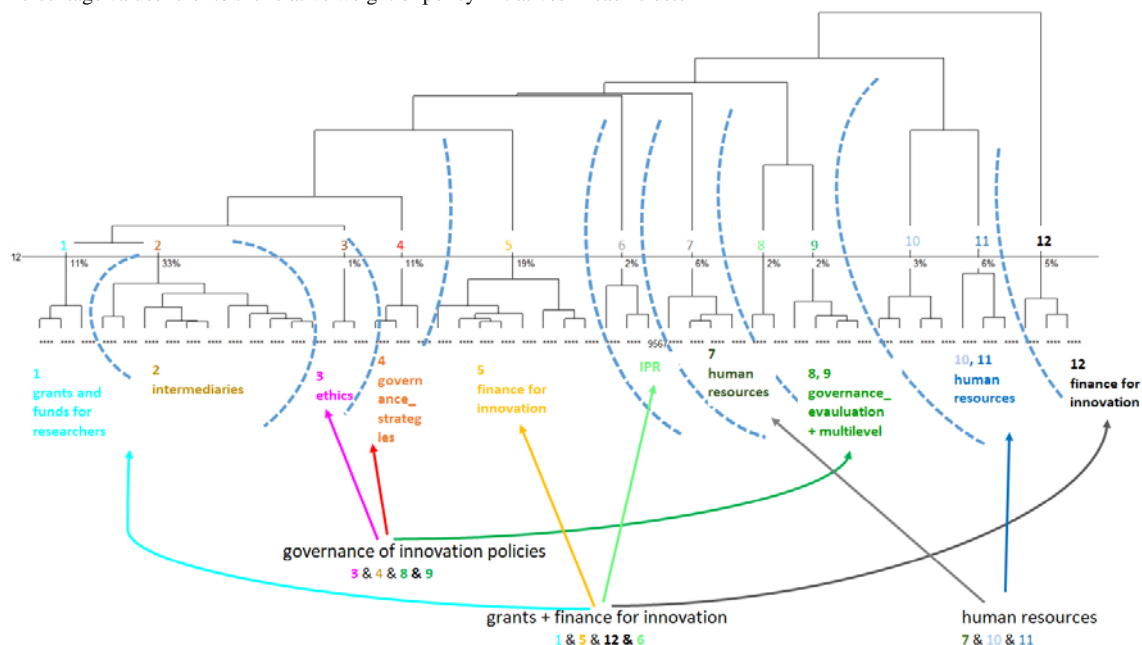 1 2 3 4 5 6 7 8 9 10 11 12
12
11% 33% 1% 11% 19% 2% 6% 2% 2% 3% 6% 5%
9567
1
grants and
funds for
researchers
2
intermediaries
3
ethics
4
govern
ance_
strateg
ies
5
finance for
innovation
IPR
7
human
resources
8, 9
governance_
evauluation
+ multilevel
10, 11
human
resources
12
finance for
innovation
governance of innovation policies
3 & 4 & 8 & 9
grants + finance for innovation
1 & 5 & 12 & 6
human resources
7 & 10 & 11